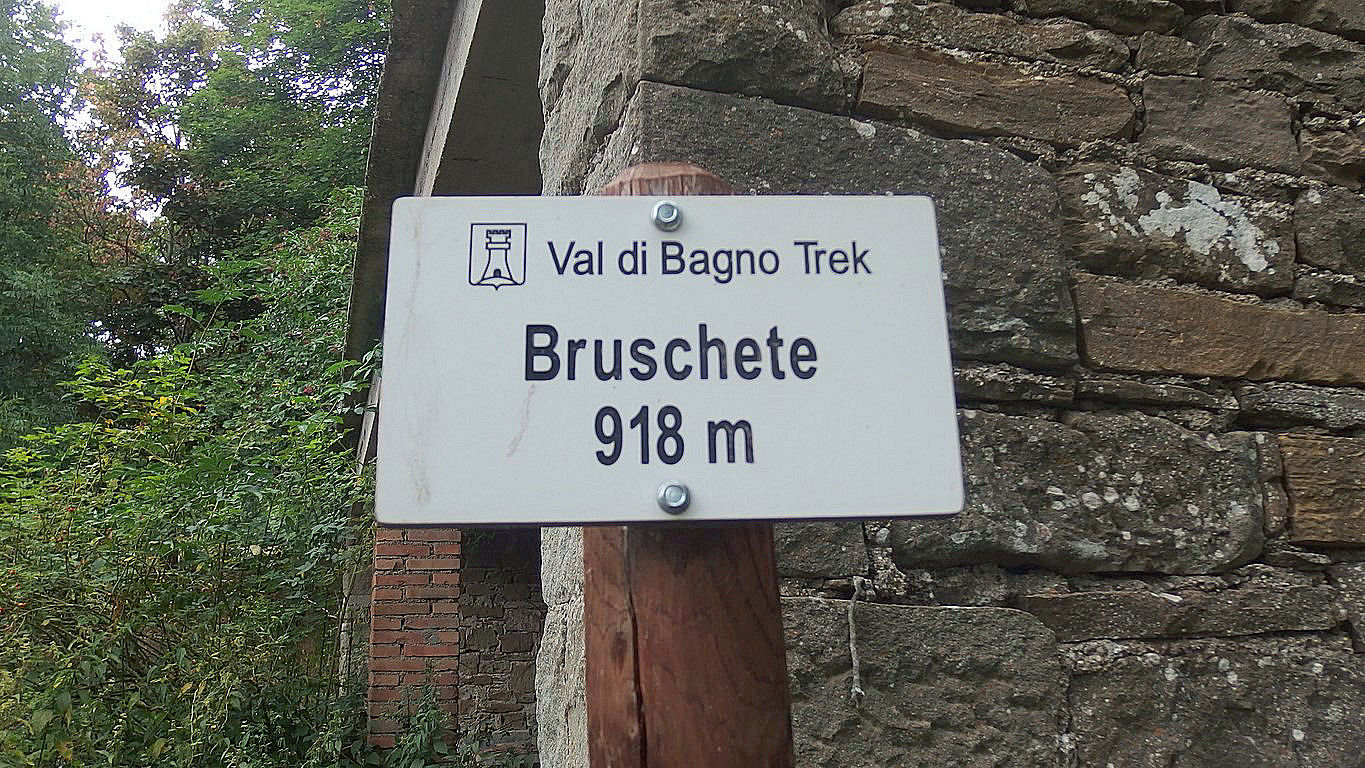 Val di Bagno Trek
Bruschete
918 m